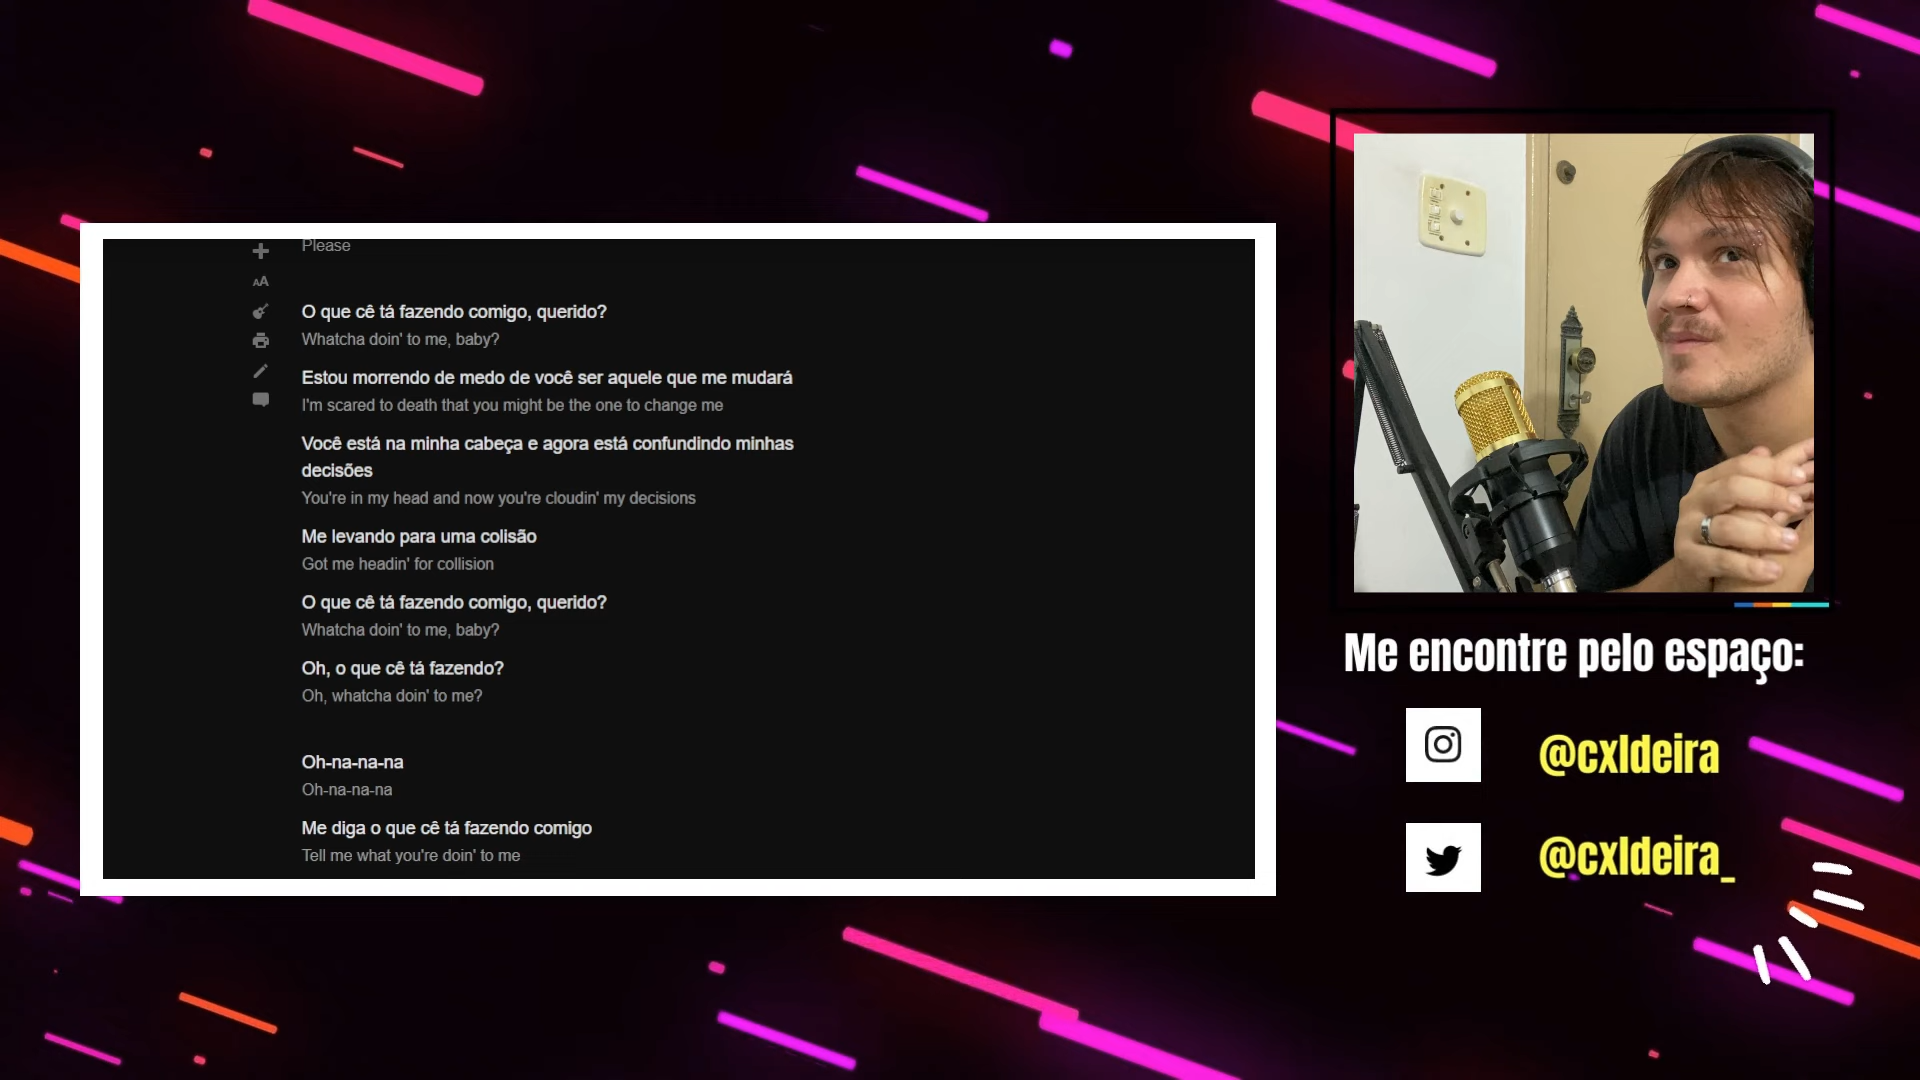 Please
AA
O que cê tá fazendo comigo, querido?
Whatcha doin' to me, baby?
Estou morrendo de medo de você ser aquele que me mudará
I'm scared to death that you might be the one to change me
Você está na minha cabeça e agora está confundindo minhas
decisões
You're in my head and now you're cloudin' my decisions
Me levando para uma colisão
Got me headin' for collision
O que cê tá fazendo comigo, querido?
Whatcha doin' to me, baby?
Oh, o que cê tá fazendo?
Oh, whatcha doin' to me?
Oh-na-na-na
Oh-na-na-na
Me diga o que cê tá fazendo comigo
Tell me what you're doin' to me
Me encontre pelo espaço:
@cxldeira
@cxldeira_